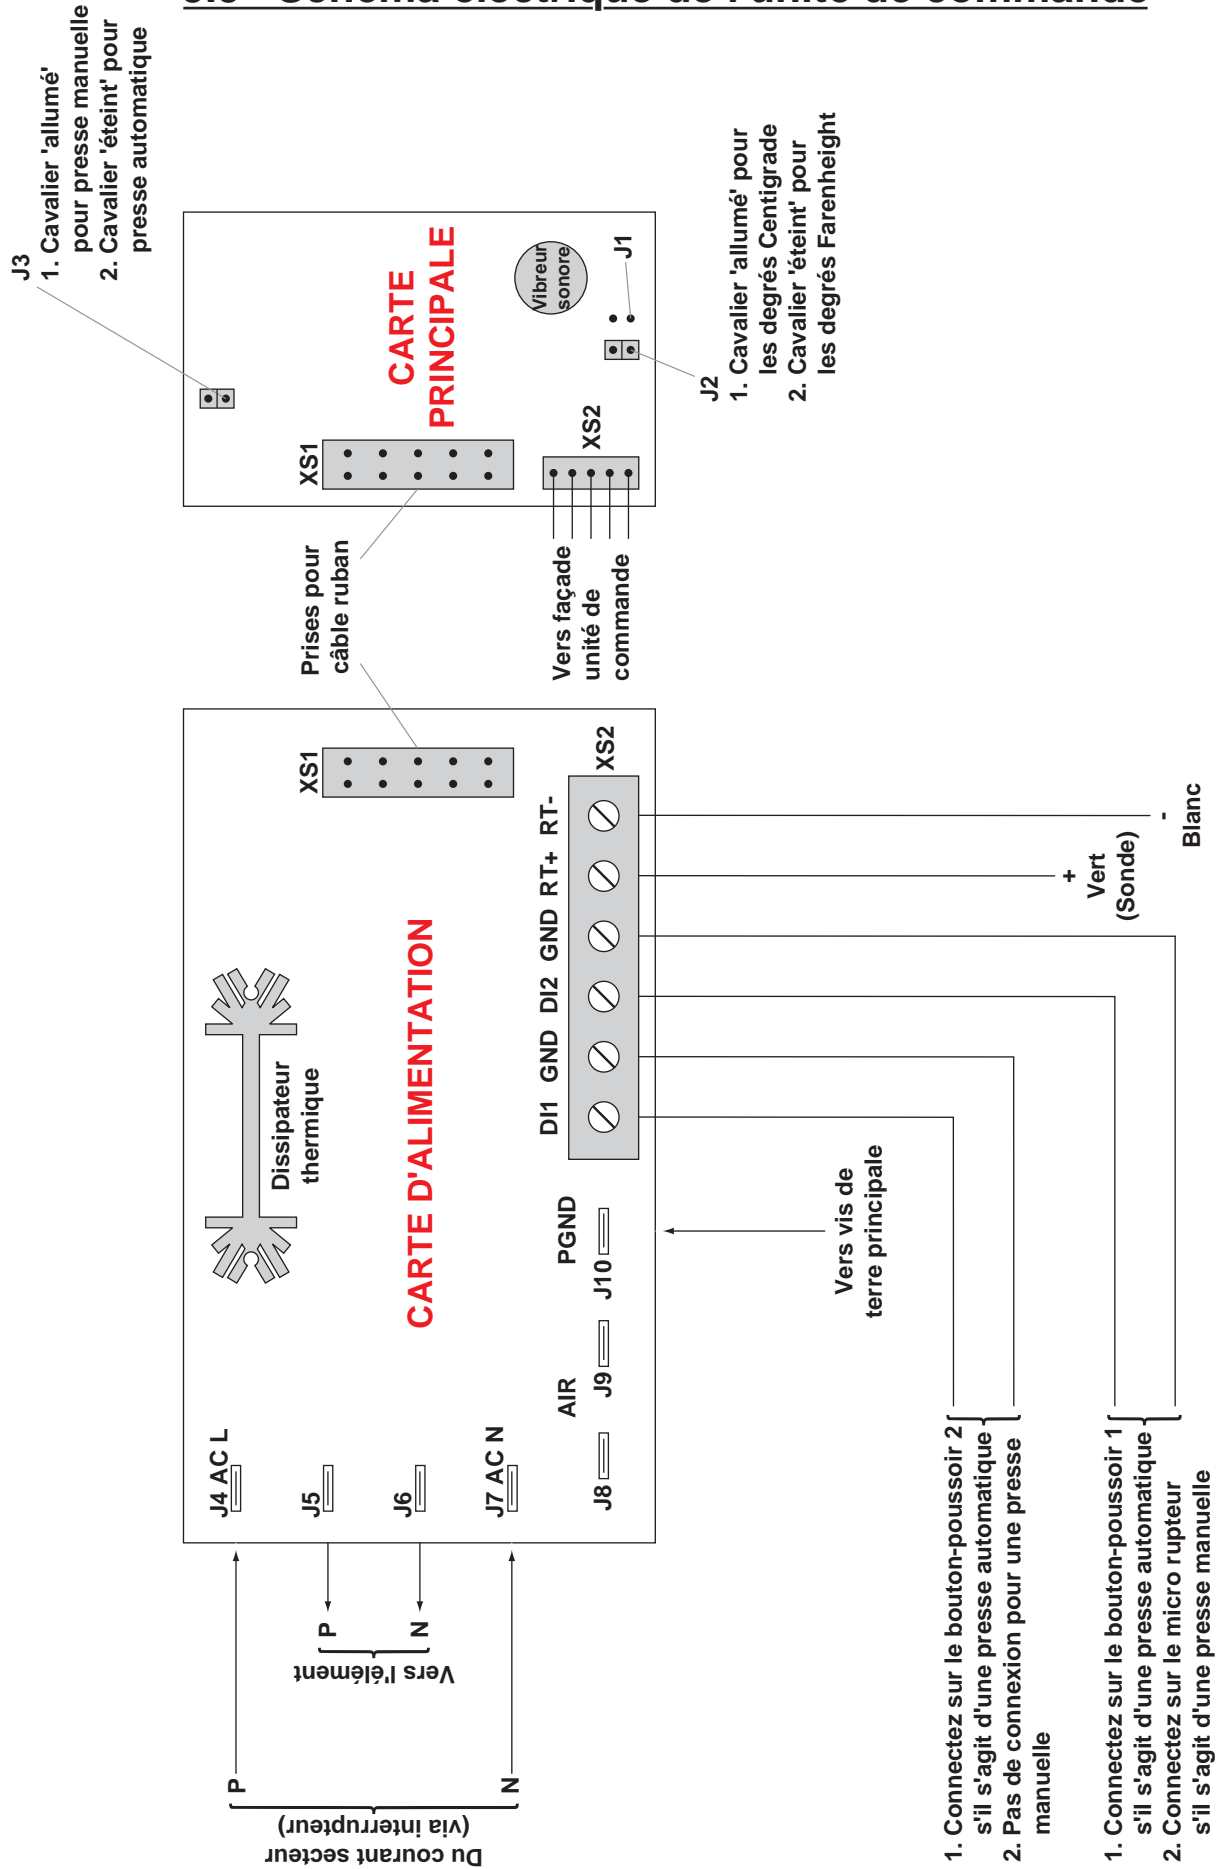 Schéma électrique de l'unité de commande
J3
1. Cavalier 'allumé'
pour presse manuelle
2. Cavalier 'éteint' pour
presse automatique
CARTE
PRINCIPALE
Vibreur
sonore
J1
J2
1. Cavalier 'allumé' pour
les degrés Centigrade
2. Cavalier 'éteint' pour
les degrés Farenheight
XS1
XS2
Prises pour
câble ruban
Vers façade
unité de
commande
XS1
XS2
Dissipateur
thermique
CARTE D'ALIMENTATION
DI1
GND
DI2
GND
RT+
RT-
J4 AC L
J5
J6
J7 AC N
J8
AIR
J9
PGND
J10
Vers vis de
terre principale
+
Vert
(Sonde)
-
Blanc
P
N
Vers l'élément
P
N
Du courant secteur
(via interrupteur)
1. Connectez sur le bouton-poussoir 2
s'il s'agit d'une presse automatique
2. Pas de connexion pour une presse
manuelle
1. Connectez sur le bouton-poussoir 1
s'il s'agit d'une presse automatique
2. Connectez sur le micro rupteur
s'il s'agit d'une presse manuelle